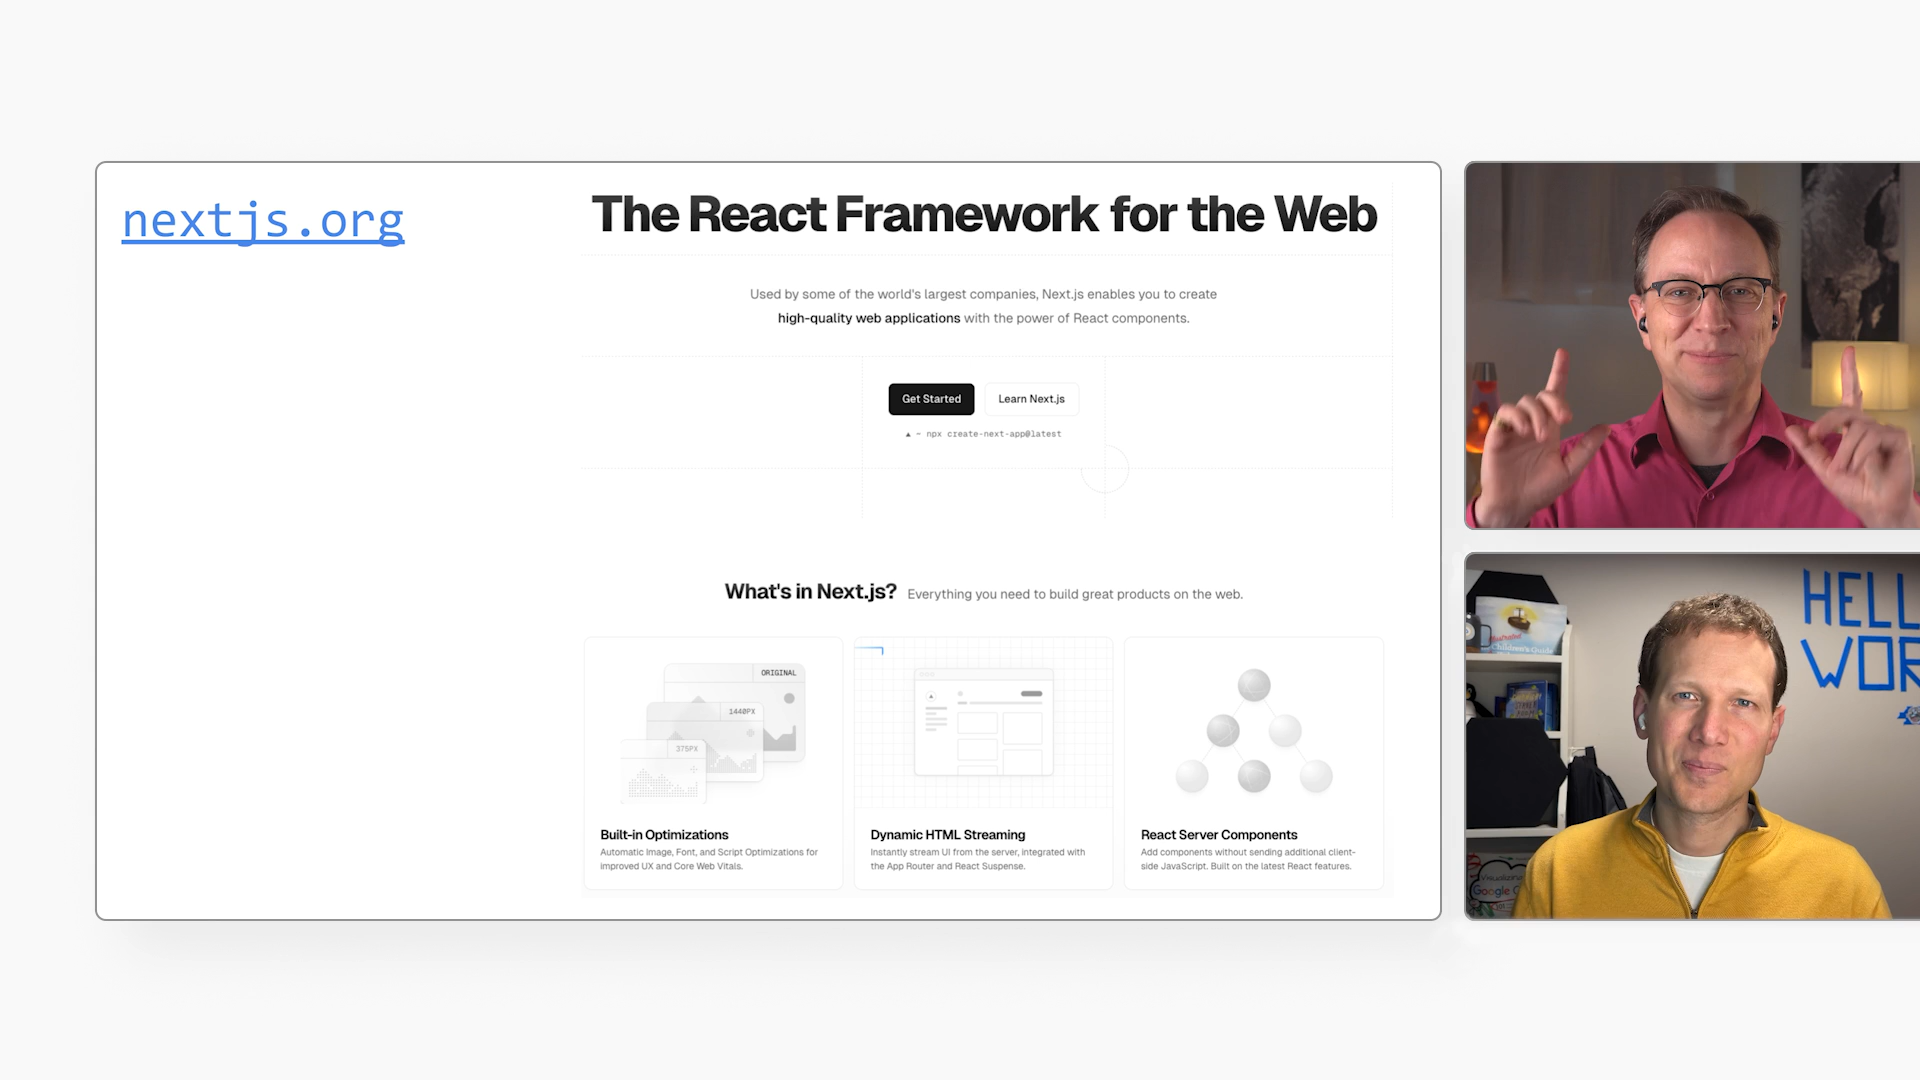 nextjs.org
The React Framework for the Web
Used by some of the world's largest companies, Next.js enables you to create
high-quality web applications with the power of React components.
Get Started
Learn Next.js
▲ ~ npx create-next-app@latest
What's in Next.js? Everything you need to build great products on the web.
ORIGINAL
1440PX
375PX
Built-in Optimizations
Automatic Image, Font, and Script Optimizations for
improved UX and Core Web Vitals.
Dynamic HTML Streaming
Instantly stream UI from the server, integrated with
the App Router and React Suspense.
React Server Components
Add components without sending additional client-
side JavaScript. Built on the latest React features.
HELL
WOR
Illustrated
Children's Guide
Google